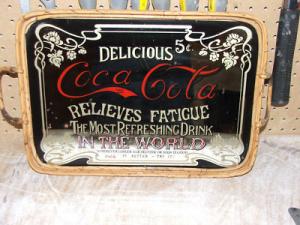 DELICIOUS 5¢.
Coca-Cola
RELIEVES FATIGUE
THE MOST REFRESHING DRINK
IN THE WORLD